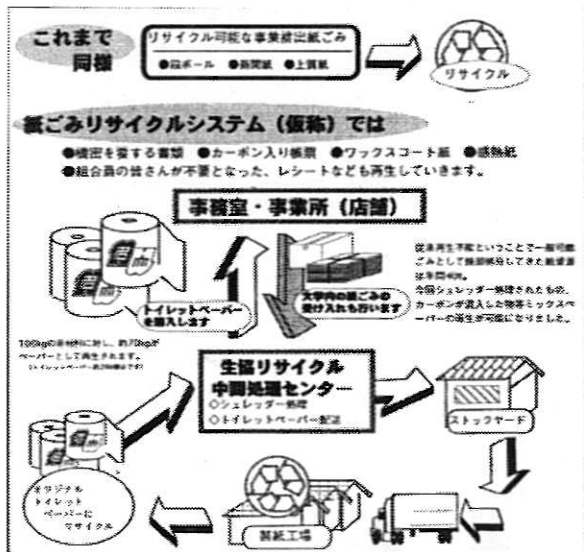 これまで
同様
リサイクル可能な事業排出紙ごみ
●段ボール ●新聞紙 ●上質紙
リサイクル
紙ごみリサイクルシステム(仮称)では
●機密を要する書類 ●カーボン入り帳票 ●ワックスコート紙 ●感熱紙
●組合員の皆さんが不要となった、レシートなども再生していきます。
事務室・事業所(店舗)
トイレットペーパー
を購入します
大学内の紙ごみの
受け入れも行います
従来再生不能ということで一般可燃
ごみとして
は年間
今回シュレッダー処理されたもの、
カーボンが混入した物等ミックスペ
ーパーの再生が可能になりました。
100kgの原材料に対し、約70kgが
ペーパーとして再生されます。
生協リサイクル
中間処理センター
◇シュレッダー処理
◇トイレットペーパー配送
ストックヤード
オリジナル
トイレット
ペーパーに
リサイクル
製紙工場